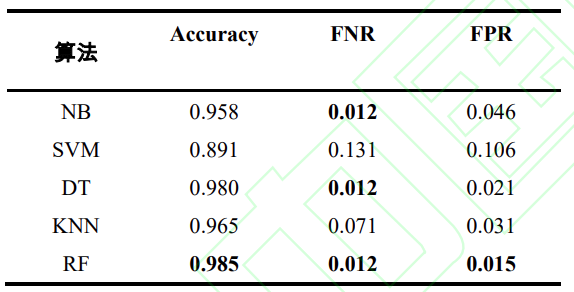 算法 Accuracy FNR FPR
NB 0.958 0.012 0.046
SVM 0.891 0.131 0.106
DT 0.980 0.012 0.021
KNN 0.965 0.071 0.031
RF 0.985 0.012 0.015